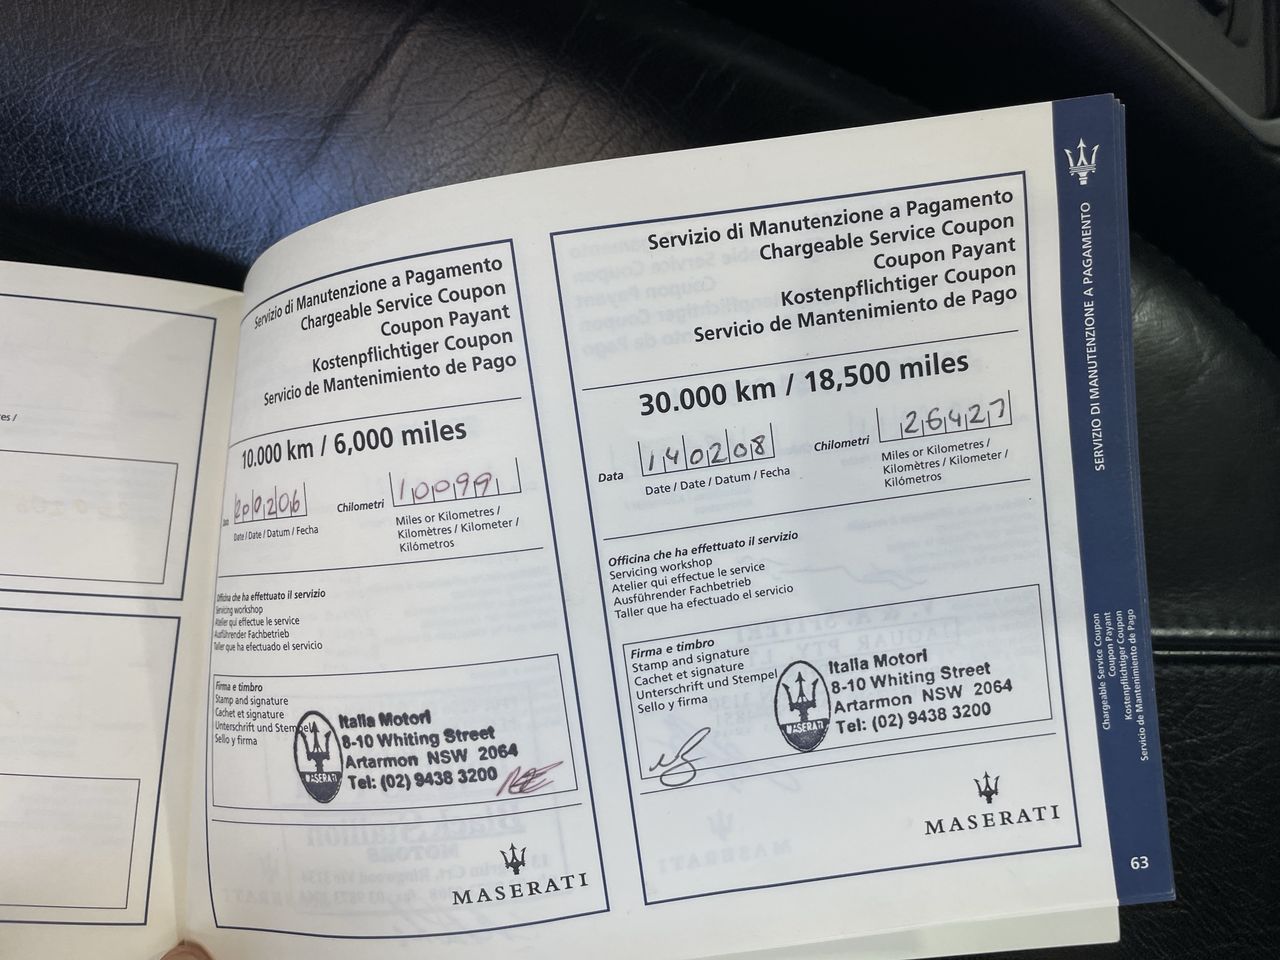 es /
Servizio di Manutenzione a Pagamento
Chargeable Service Coupon
Coupon Payant
Kostenpflichtiger Coupon
Servicio de Mantenimiento de Pago
10.000 km / 6,000 miles
200206
Chilometri
10099
Date / Date / Datum / Fecha
Miles or Kilometres /
Kilomètres / Kilometer /
Kilómetros
Officina che ha effettuato il servizio
Servicing workshop
Atelier qui effectue le service
Ausführender Fachbetrieb
Taller que ha efectuado el servicio
Firma e timbro
Stamp and signature
Cachet et signature
Unterschrift und Stempel
Sello y firma
MASERATI
Italia Motori
8-10 Whiting Street
Artarmon NSW 2064
Tel: (02) 9438 3200
MASERATI
Servizio di Manutenzione a Pagamento
Chargeable Service Coupon
Coupon Payant
Kostenpflichtiger Coupon
Servicio de Mantenimiento de Pago
30.000 km / 18,500 miles
Data
140208
Chilometri
26427
Date / Date / Datum / Fecha
Miles or Kilometres /
Kilomètres / Kilometer /
Kilómetros
Officina che ha effettuato il servizio
Servicing workshop
Atelier qui effectue le service
Ausführender Fachbetrieb
Taller que ha efectuado el servicio
Firma e timbro
Stamp and signature
Cachet et signature
Unterschrift und Stempel
Sello y firma
MASERATI
Italia Motori
8-10 Whiting Street
Artarmon NSW 2064
Tel: (02) 9438 3200
MASERATI
SERVIZIO DI MANUTENZIONE A PAGAMENTO
Chargeable Service Coupon
Coupon Payant
Kostenpflichtiger Coupon
Servicio de Mantenimiento de Pago
63